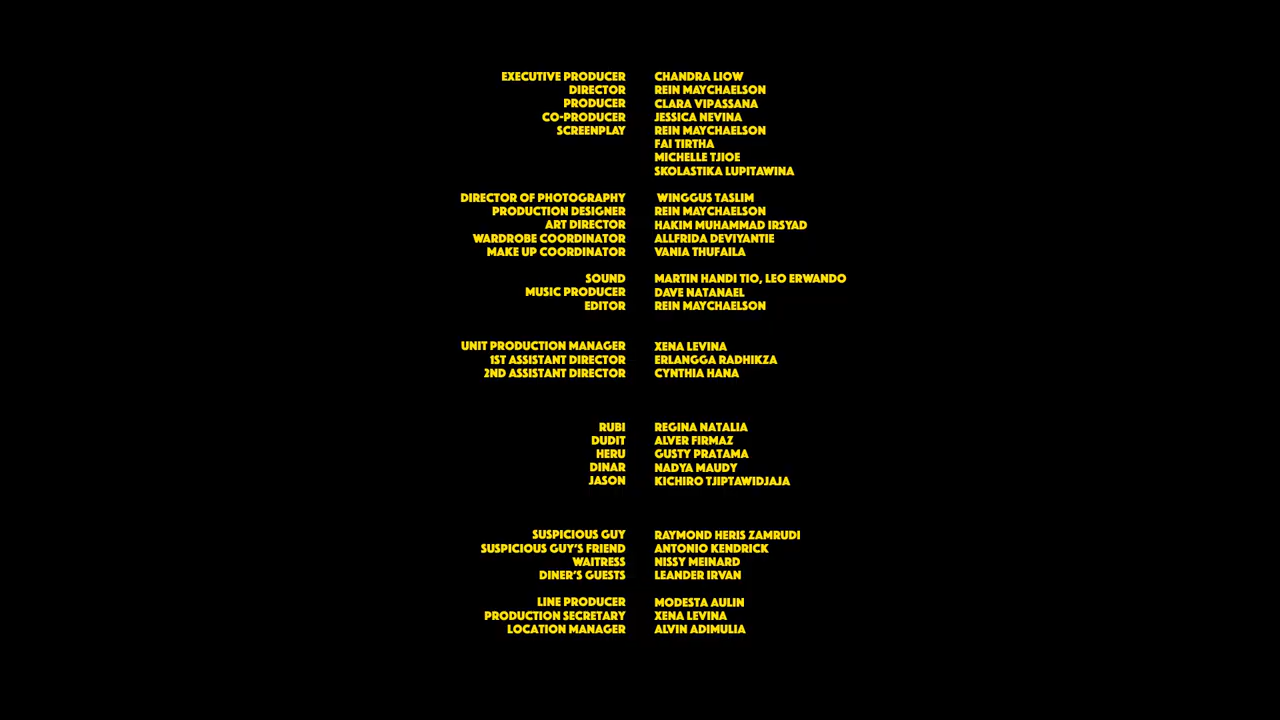 EXECUTIVE PRODUCER CHANDRA LIOW
DIRECTOR REIN MAYCHAELSON
PRODUCER CLARA VIPASSANA
CO-PRODUCER JESSICA NEVINA
SCREENPLAY REIN MAYCHAELSON
FAI TIRTHA
MICHELLE TJIOE
SKOLASTIKA LUPITAWINA
DIRECTOR OF PHOTOGRAPHY WINGGUS TASLIM
PRODUCTION DESIGNER REIN MAYCHAELSON
ART DIRECTOR HAKIM MUHAMMAD IRSYAD
WARDROBE COORDINATOR ALLFRIDA DEVIYANTIE
MAKE UP COORDINATOR VANIA THUFAILA
SOUND MARTIN HANDI TIO, LEO ERWANDO
MUSIC PRODUCER DAVE NATANAEL
EDITOR REIN MAYCHAELSON
UNIT PRODUCTION MANAGER XENA LEVINA
1ST ASSISTANT DIRECTOR ERLANGGA RADHIKZA
2ND ASSISTANT DIRECTOR CYNTHIA HANA
RUBI REGINA NATALIA
DUDIT ALVER FIRMAZ
HERU GUSTY PRATAMA
DINAR NADYA MAUDY
JASON KICHIRO TJIPTAWIDJAJA
SUSPICIOUS GUY RAYMOND HERIS ZAMRUDI
SUSPICIOUS GUY'S FRIEND ANTONIO KENDRICK
WAITRESS NISSY MEINARD
DINER'S GUESTS LEANDER IRVAN
LINE PRODUCER MODESTA AULIN
PRODUCTION SECRETARY XENA LEVINA
LOCATION MANAGER ALVIN ADIMULIA